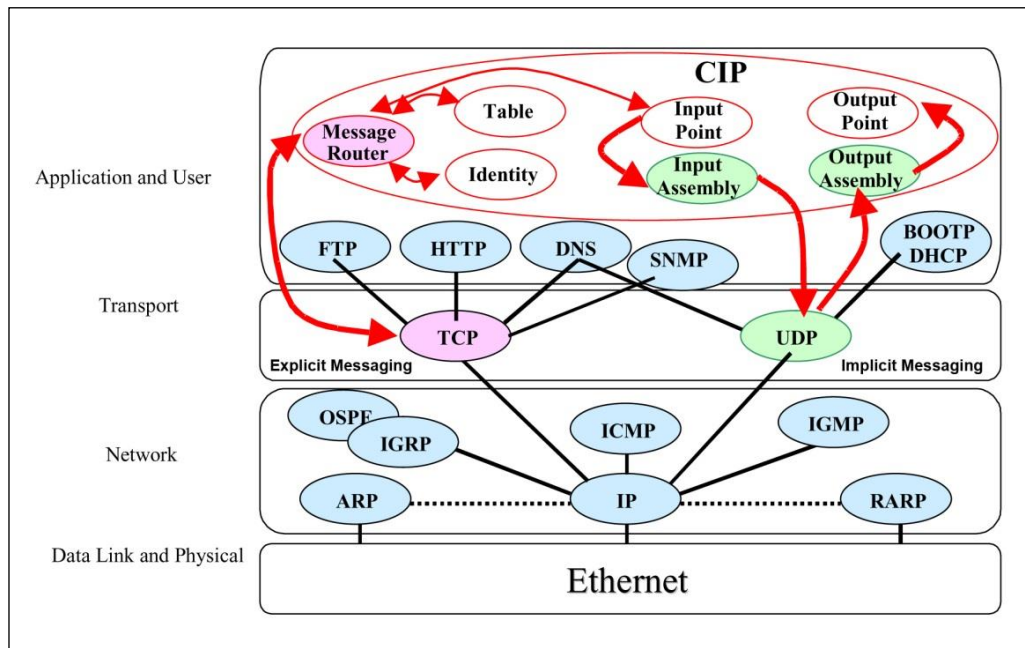 CIP
Table
Input
Point
Output
Point
Message
Router
Application and User
Identity
Input
Assembly
Output
Assembly
FTP
HTTP
DNS
SNMP
BOOTP
DHCP
Transport
TCP
UDP
Explicit Messaging
Implicit Messaging
OSPF
IGRP
ICMP
IGMP
Network
ARP
IP
RARP
Data Link and Physical
Ethernet